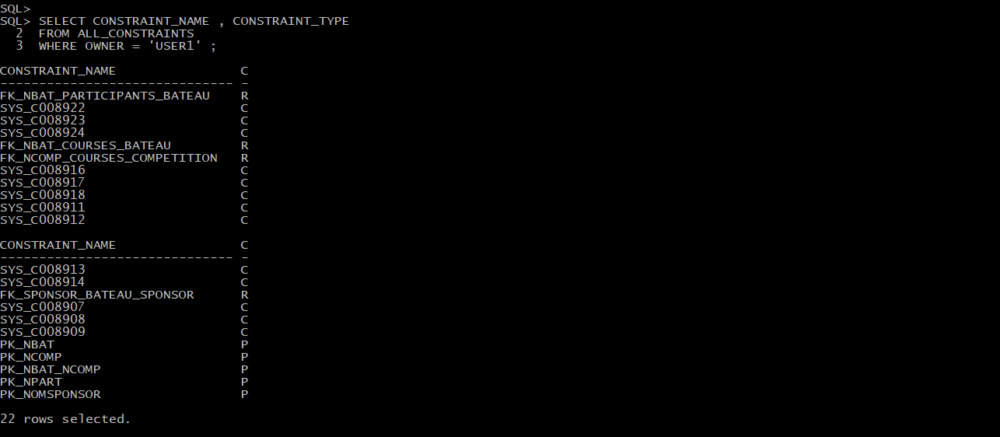 SQL>
SQL> SELECT CONSTRAINT_NAME , CONSTRAINT_TYPE
  2  FROM ALL_CONSTRAINTS
  3  WHERE OWNER = 'USER1' ;
CONSTRAINT_NAME                C
------------------------------ -
FK_NBAT_PARTICIPANTS_BATEAU    R
SYS_C008922                    C
SYS_C008923                    C
SYS_C008924                    C
FK_NBAT_COURSES_BATEAU         R
FK_NCOMP_COURSES_COMPETITION   R
SYS_C008916                    C
SYS_C008917                    C
SYS_C008918                    C
SYS_C008911                    C
SYS_C008912                    C
CONSTRAINT_NAME                C
------------------------------ -
SYS_C008913                    C
SYS_C008914                    C
FK_SPONSOR_BATEAU_SPONSOR      R
SYS_C008907                    C
SYS_C008908                    C
SYS_C008909                    C
PK_NBAT                        P
PK_NCOMP                       P
PK_NBAT_NCOMP                  P
PK_NPART                       P
PK_NOMSPONSOR                  P
22 rows selected.